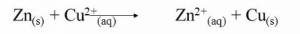 Zn(s) + Cu²⁺(aq) ⟶ Zn²⁺(aq) + Cu(s)